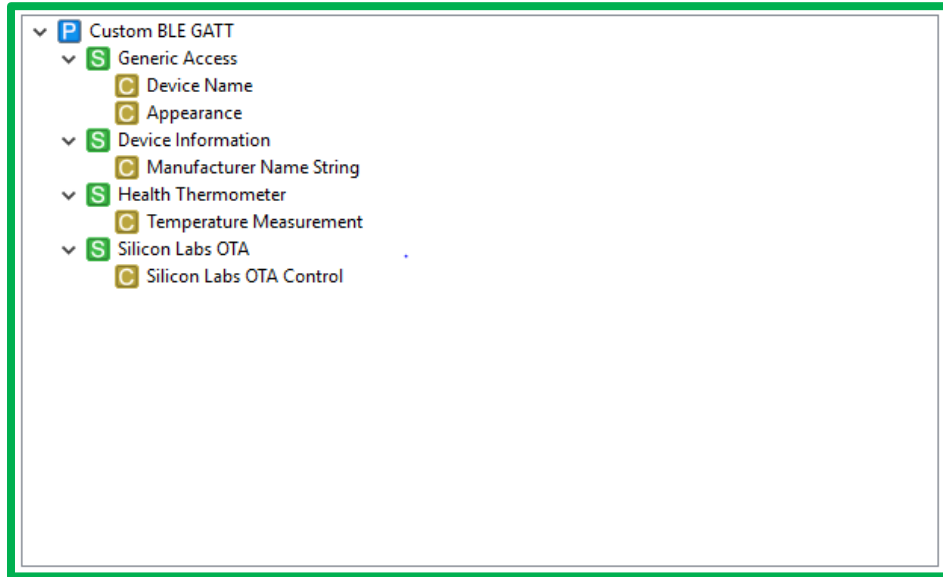 P Custom BLE GATT
S Generic Access
C Device Name
C Appearance
S Device Information
C Manufacturer Name String
S Health Thermometer
C Temperature Measurement
S Silicon Labs OTA
C Silicon Labs OTA Control